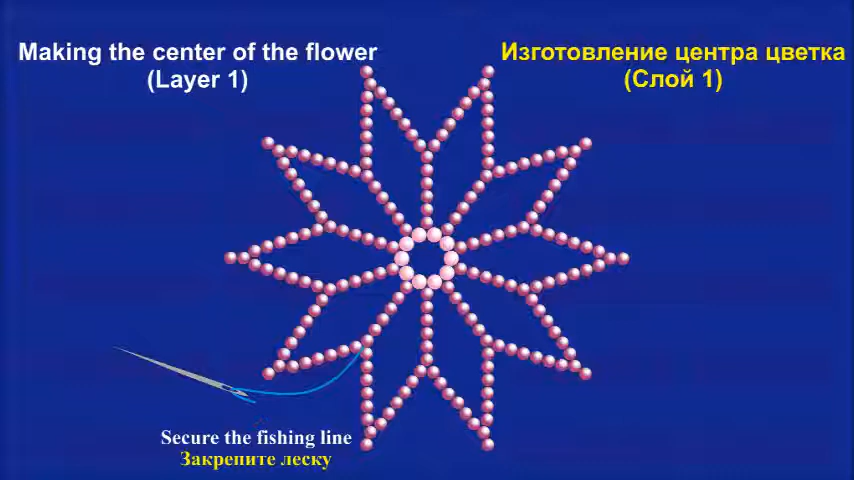 Making the center of the flower
(Layer 1)
Изготовление центра цветка
(Слой 1)
Secure the fishing line
Закрепите леску